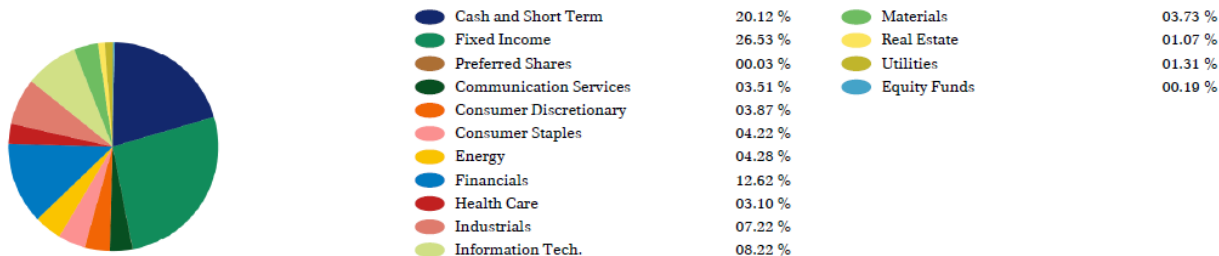 Cash and Short Term 20.12 %
Fixed Income 26.53 %
Preferred Shares 00.03 %
Communication Services 03.51 %
Consumer Discretionary 03.87 %
Consumer Staples 04.22 %
Energy 04.28 %
Financials 12.62 %
Health Care 03.10 %
Industrials 07.22 %
Information Tech. 08.22 %
Materials 03.73 %
Real Estate 01.07 %
Utilities 01.31 %
Equity Funds 00.19 %